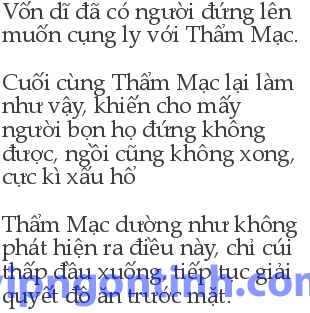 Vốn dĩ đã có người đứng lên
muốn cụng ly với Thẩm Mạc.
Cuối cùng Thẩm Mạc lại làm
như vậy, khiến cho mấy
người bọn họ đứng không
được, ngồi cũng không xong,
cực kì xấu hổ
Thẩm Mạc dường như không
phát hiện ra điều này, chỉ cúi
thấp đầu xuống, tiếp tục giải
quyết đồ ăn trước mặt.